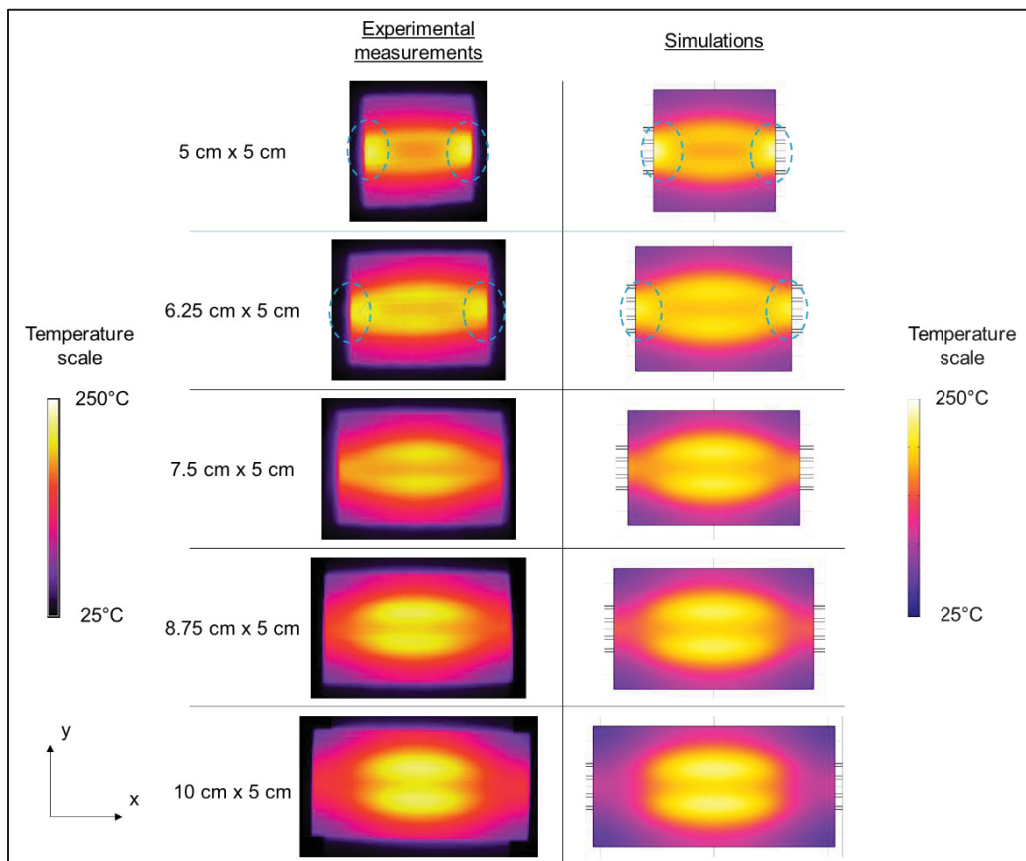 Experimental
measurements
Simulations
5 cm x 5 cm
6.25 cm x 5 cm
Temperature
scale
250°C
25°C
Temperature
scale
250°C
25°C
7.5 cm x 5 cm
8.75 cm x 5 cm
10 cm x 5 cm
y
x